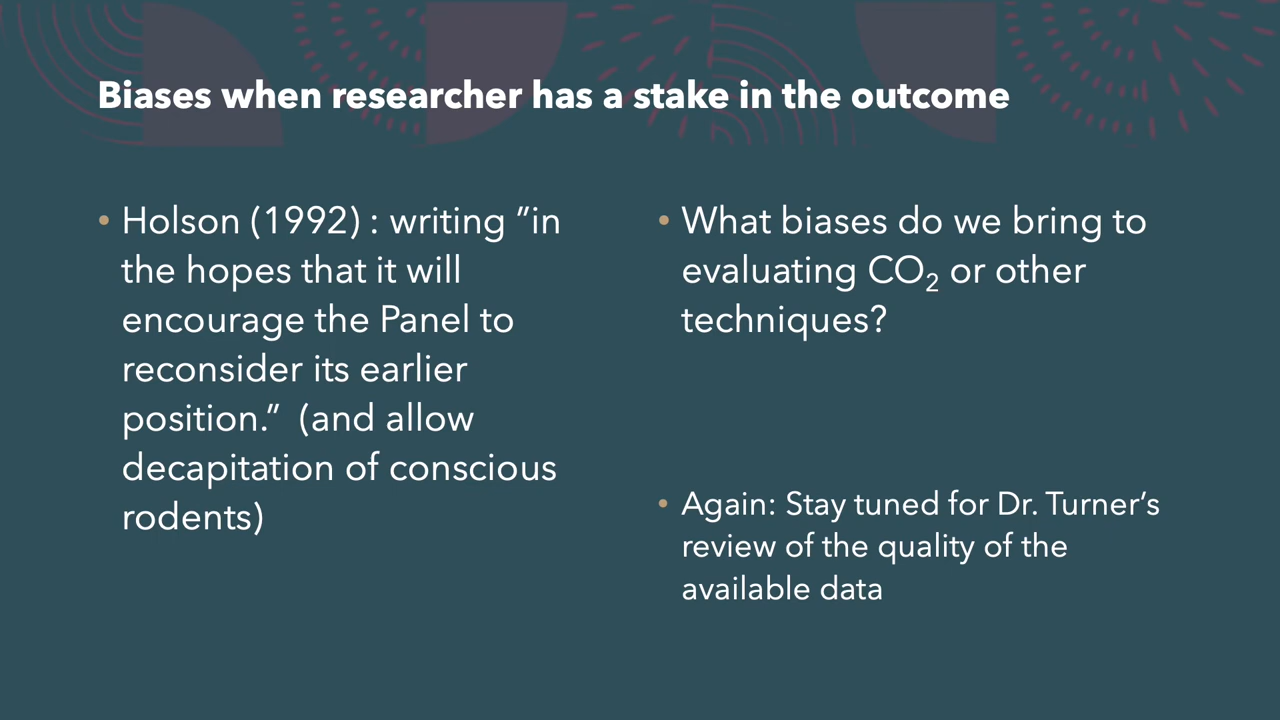 Biases when researcher has a stake in the outcome
• Holson (1992) : writing ”in
the hopes that it will
encourage the Panel to
reconsider its earlier
position.”  (and allow
decapitation of conscious
rodents)
• What biases do we bring to
evaluating CO₂ or other
techniques?
• Again: Stay tuned for Dr. Turner’s
review of the quality of the
available data